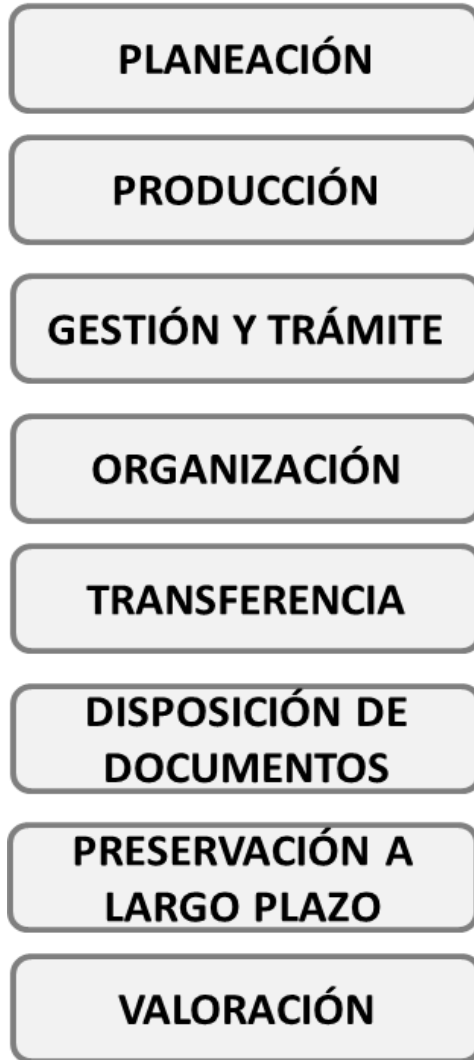 PLANEACIÓN
PRODUCCIÓN
GESTIÓN Y TRÁMITE
ORGANIZACIÓN
TRANSFERENCIA
DISPOSICIÓN DE
DOCUMENTOS
PRESERVACIÓN A
LARGO PLAZO
VALORACIÓN